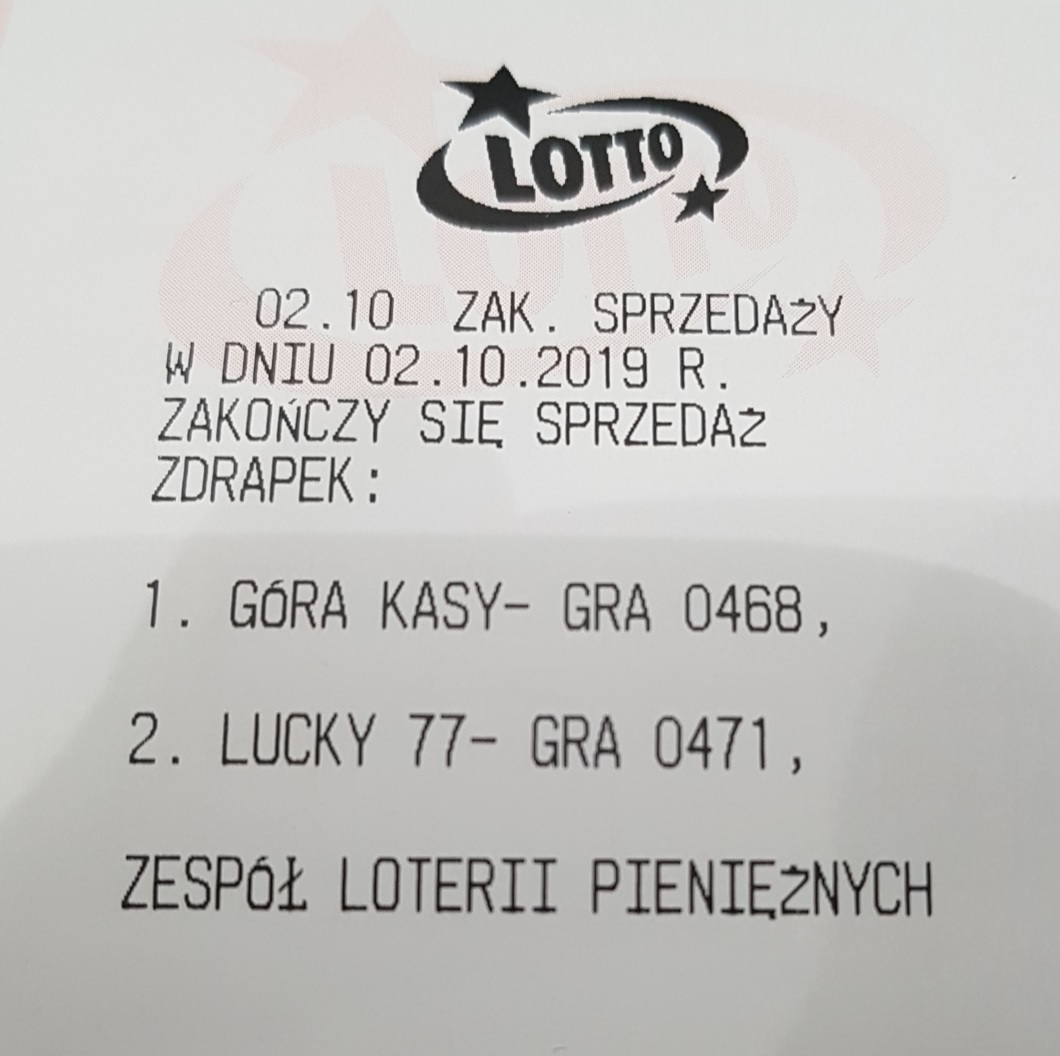 LOTTO
02.10 ZAK. SPRZEDAŻY
W DNIU 02.10.2019 R.
ZAKOŃCZY SIĘ SPRZEDAŻ
ZDRAPEK:
1. GÓRA KASY- GRA 0468,
2. LUCKY 77- GRA 0471,
ZESPÓŁ LOTERII PIENIĘŻNYCH